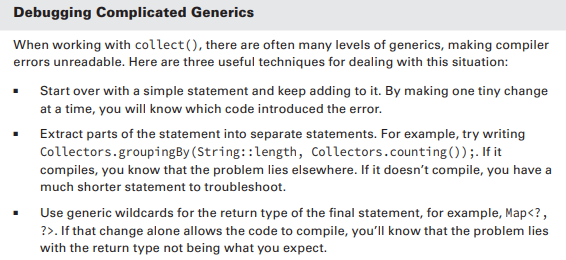 Debugging Complicated Generics
When working with collect(), there are often many levels of generics, making compiler
errors unreadable. Here are three useful techniques for dealing with this situation:
▪ Start over with a simple statement and keep adding to it. By making one tiny change
at a time, you will know which code introduced the error.
▪ Extract parts of the statement into separate statements. For example, try writing
Collectors.groupingBy(String::length, Collectors.counting());. If it
compiles, you know that the problem lies elsewhere. If it doesn’t compile, you have a
much shorter statement to troubleshoot.
▪ Use generic wildcards for the return type of the final statement, for example, Map<?,
?>. If that change alone allows the code to compile, you’ll know that the problem lies
with the return type not being what you expect.